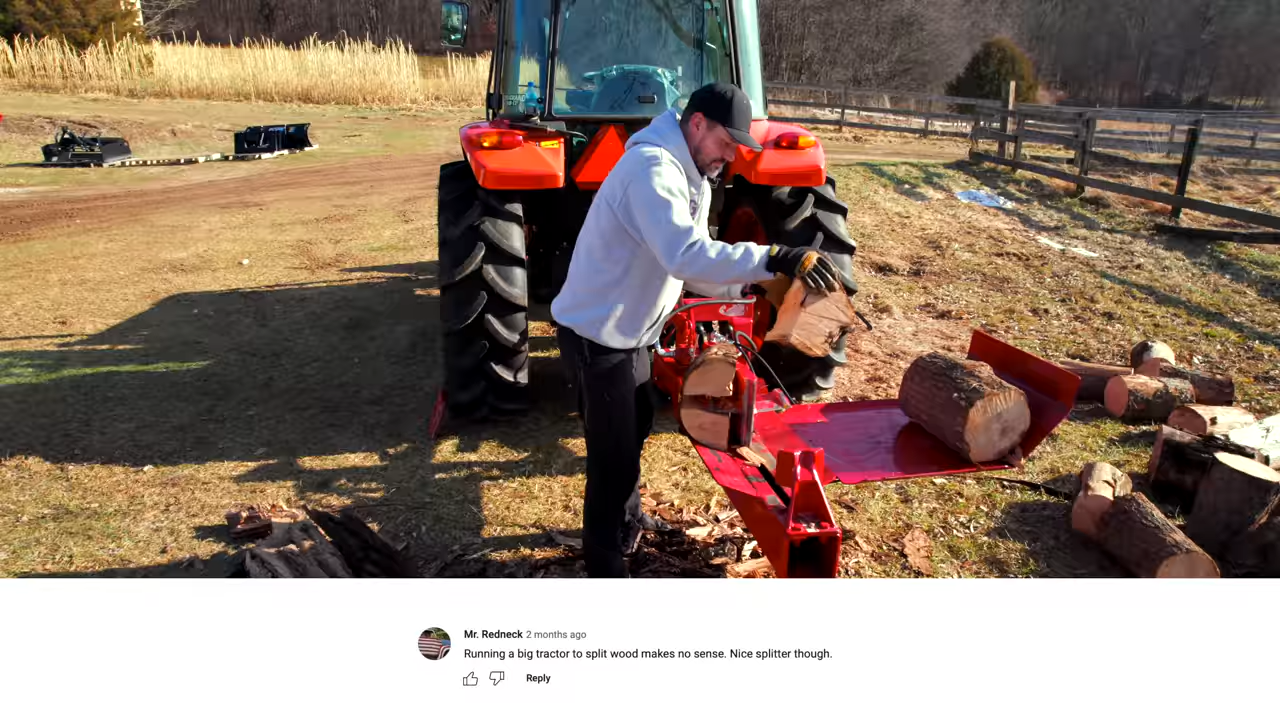 Mr. Redneck 2 months ago
Running a big tractor to split wood makes no sense. Nice splitter though.
Reply